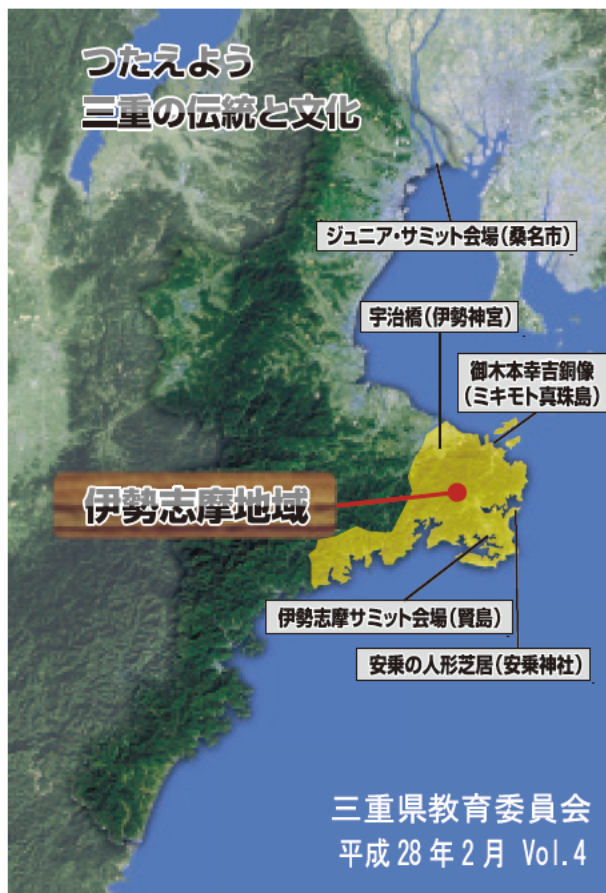 つたえよう
三重の伝統と文化
ジュニア・サミット会場(桑名市)
宇治橋(伊勢神宮)
御木本幸吉銅像
(ミキモト真珠島)
伊勢志摩地域
伊勢志摩サミット会場(賢島)
安乗の人形芝居(安乗神社)
三重県教育委員会
平成28年2月 Vol.4